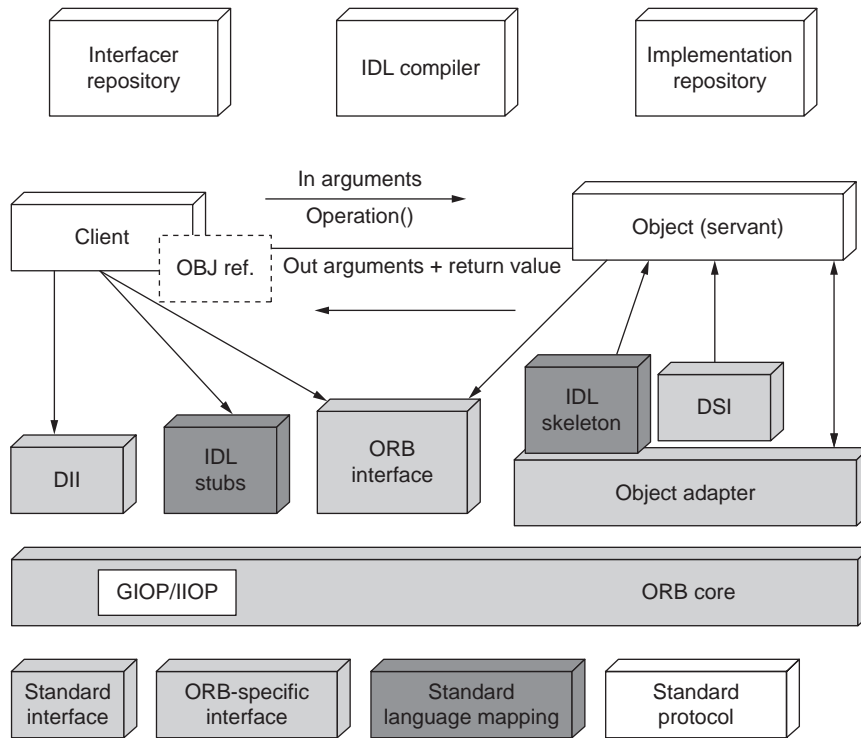 Interfacer
repository
IDL compiler
Implementation
repository
In arguments
Operation()
Client
Object (servant)
OBJ ref.
Out arguments + return value
IDL
skeleton
DSI
ORB
interface
DII
IDL
stubs
Object adapter
GIOP/IIOP
ORB core
Standard
interface
ORB-specific
interface
Standard
language mapping
Standard
protocol